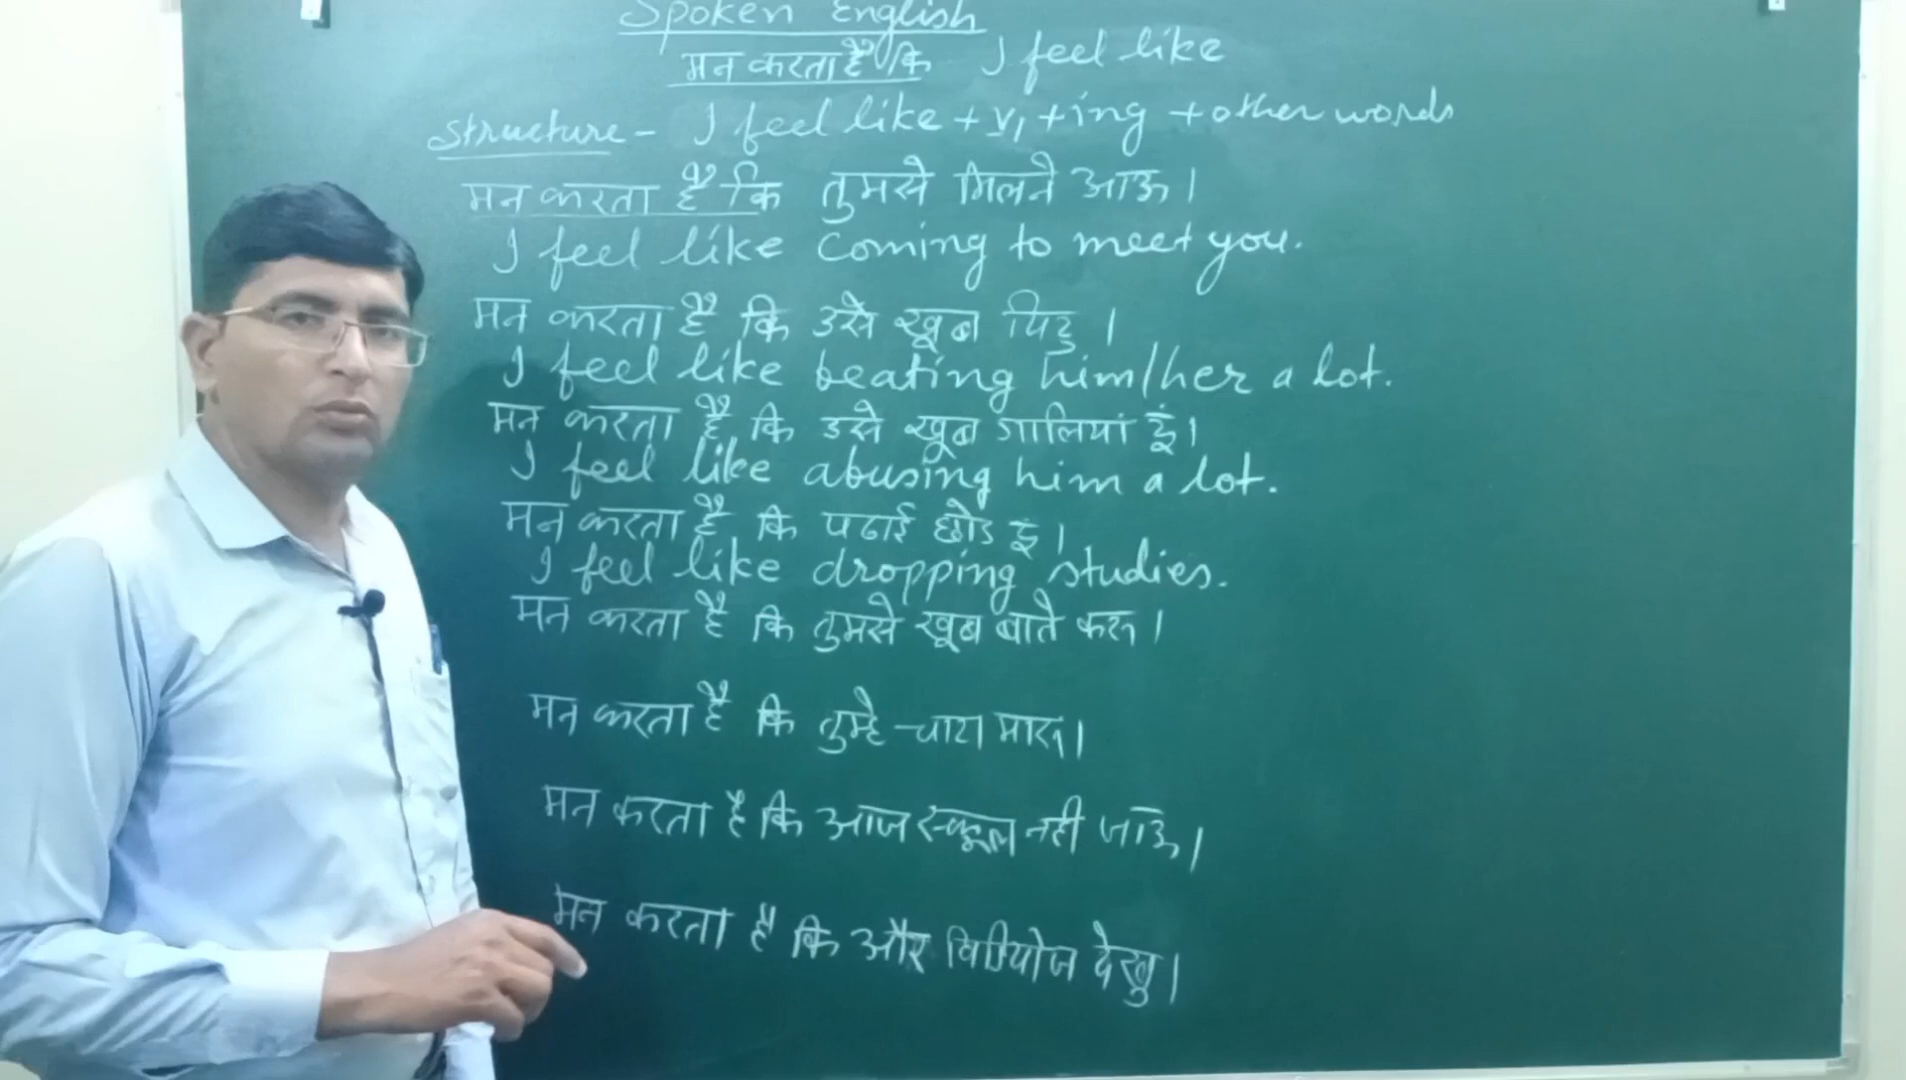 Spoken English
मन करता है कि I feel like
Structure - I feel like + V1 + ing + other words
मन करता है कि तुमसे मिलने आऊ।
I feel like coming to meet you.
मन करता है कि उसे खूब पिटु।
I feel like beating him/her a lot.
मन करता है कि उसे खूब गालियां दूं।
I feel like abusing him a lot.
मन करता है कि पढाई छोड दू।
I feel like dropping studies.
मन करता है कि तुमसे खूब बाते करू।
मन करता है कि तुम्हे चाटा मारू।
मन करता है कि आज स्कूल नही जाऊ।
मन करता है कि और विडियोज देखु।